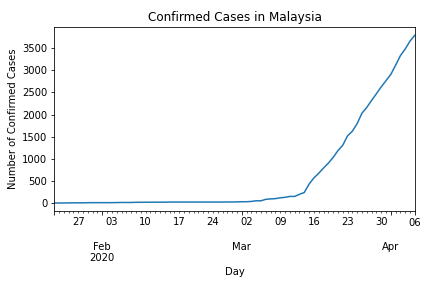 Confirmed Cases in Malaysia
Number of Confirmed Cases
3500
3000
2500
2000
1500
1000
500
0
27 03 10 17 24 02 09 16 23 30 06
Feb Mar Apr
2020
Day